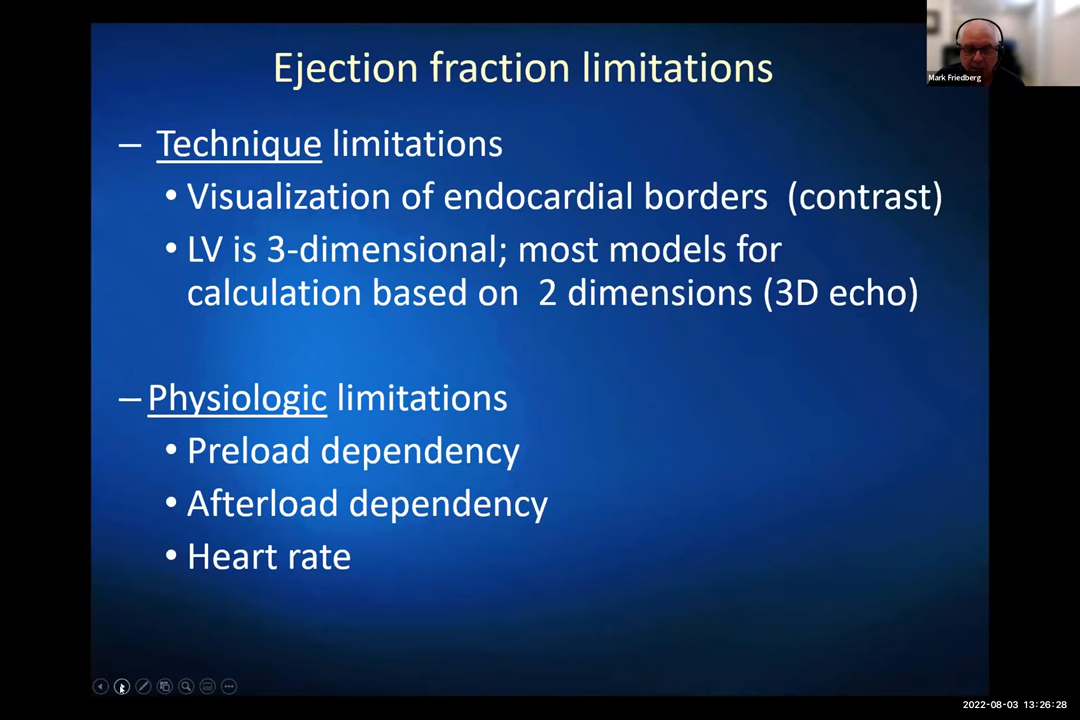 Ejection fraction limitations
Mark Friedberg
– Technique limitations
• Visualization of endocardial borders (contrast)
• LV is 3-dimensional; most models for
calculation based on 2 dimensions (3D echo)
– Physiologic limitations
• Preload dependency
• Afterload dependency
• Heart rate
2022-08-03 13:26:28